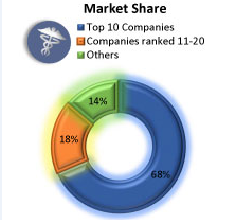 Market Share
Top 10 Companies
Companies ranked 11-20
Others
14%
18%
68%